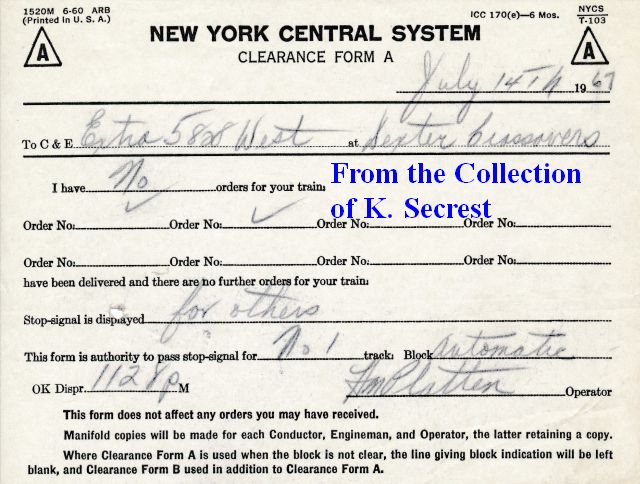 1520M 6-60 ARB
(Printed in U. S. A.)
ICC 170(e)—6 Mos.
NYCS
T-103
A
NEW YORK CENTRAL SYSTEM
A
CLEARANCE FORM A
July 14th 1967
To C & E Extra 5828 West at Dexter Crossovers
I have No orders for your train:
From the Collection
of K. Secrest
Order No: Order No: Order No: Order No:
Order No: Order No: Order No: Order No:
have been delivered and there are no further orders for your train:
Stop-signal is displayed for others
This form is authority to pass stop-signal for No 1 track: Block automatic
OK Dispr. 1128p M Operator
This form does not affect any orders you may have received.
Manifold copies will be made for each Conductor, Engineman, and Operator, the latter retaining a copy.
Where Clearance Form A is used when the block is not clear, the line giving block indication will be left
blank, and Clearance Form B used in addition to Clearance Form A.